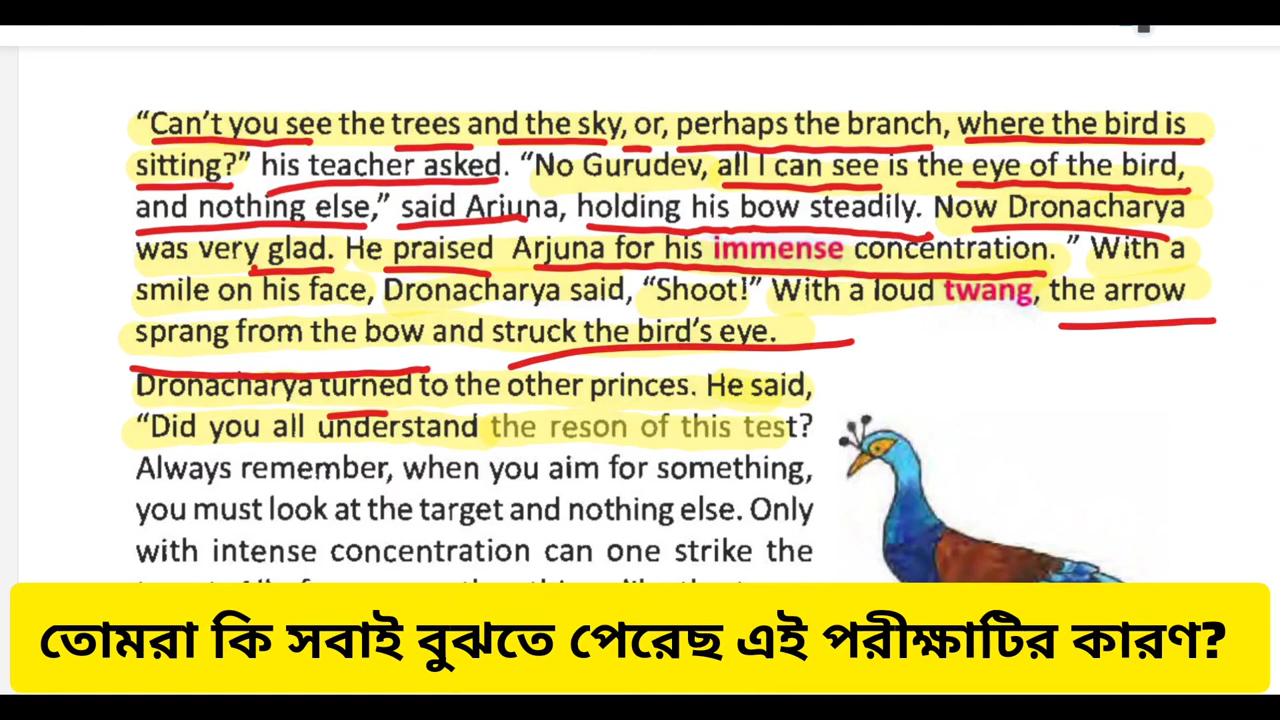 “Can't you see the trees and the sky, or, perhaps the branch, where the bird is
sitting?” his teacher asked. “No Gurudev, all I can see is the eye of the bird,
and nothing else,” said Arjuna, holding his bow steadily. Now Dronacharya
was very glad. He praised Arjuna for his immense concentration. ” With a
smile on his face, Dronacharya said, “Shoot!” With a loud twang, the arrow
sprang from the bow and struck the bird's eye.
Dronacharya turned to the other princes. He said,
“Did you all understand the reson of this test?
Always remember, when you aim for something,
you must look at the target and nothing else. Only
with intense concentration can one strike the
তোমরা কি সবাই বুঝতে পেরেছ এই পরীক্ষাটির কারণ?